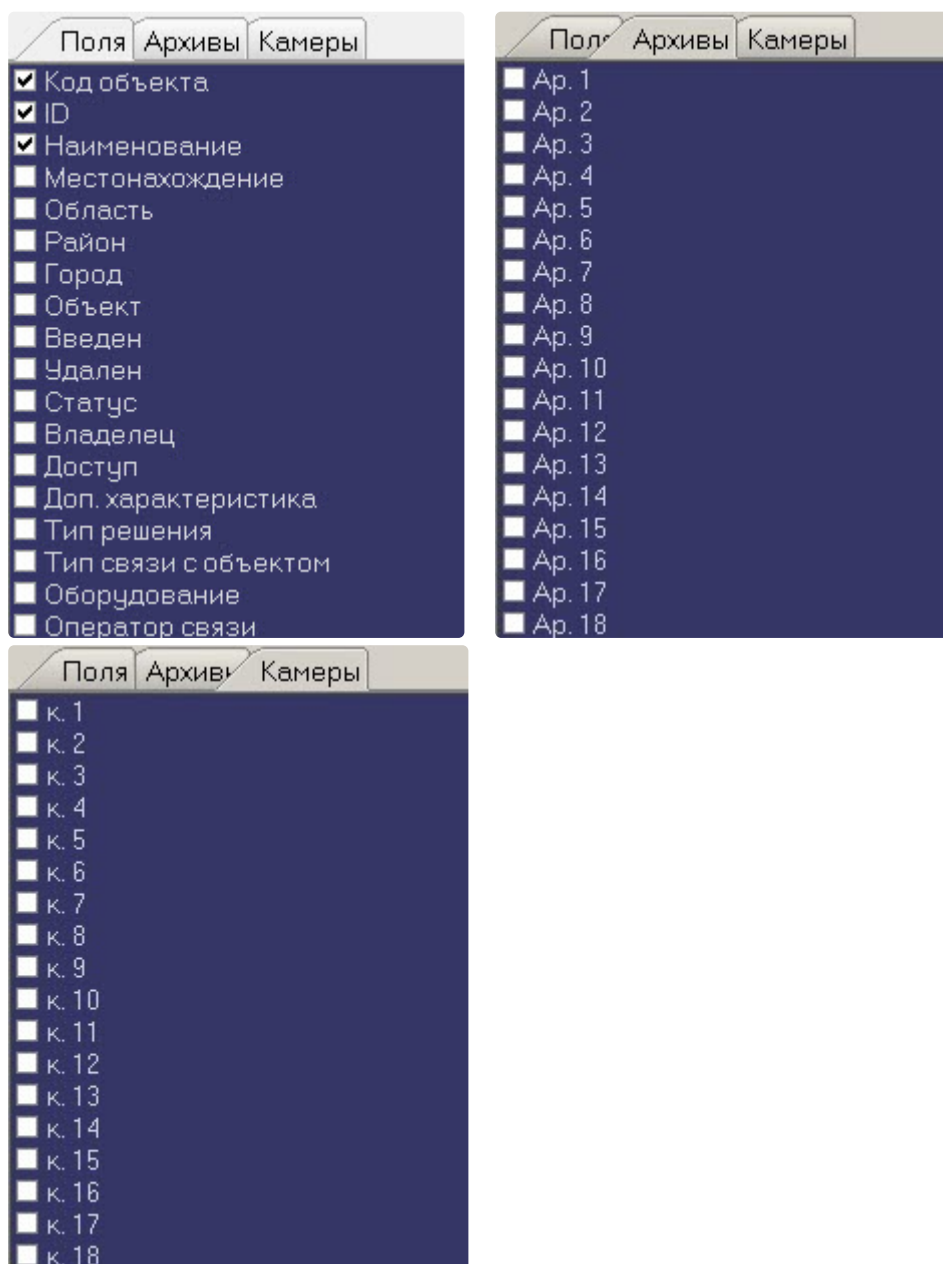 Поля Архивы Камеры
Код объекта
ID
Наименование
Местонахождение
Область
Район
Город
Объект
Введен
Удален
Статус
Владелец
Доступ
Доп. характеристика
Тип решения
Тип связи с объектом
Оборудование
Оператор связи
Поля Архивы Камеры
Ар. 1
Ар. 2
Ар. 3
Ар. 4
Ар. 5
Ар. 6
Ар. 7
Ар. 8
Ар. 9
Ар. 10
Ар. 11
Ар. 12
Ар. 13
Ар. 14
Ар. 15
Ар. 16
Ар. 17
Ар. 18
Поля Архивы Камеры
к. 1
к. 2
к. 3
к. 4
к. 5
к. 6
к. 7
к. 8
к. 9
к. 10
к. 11
к. 12
к. 13
к. 14
к. 15
к. 16
к. 17
к. 18